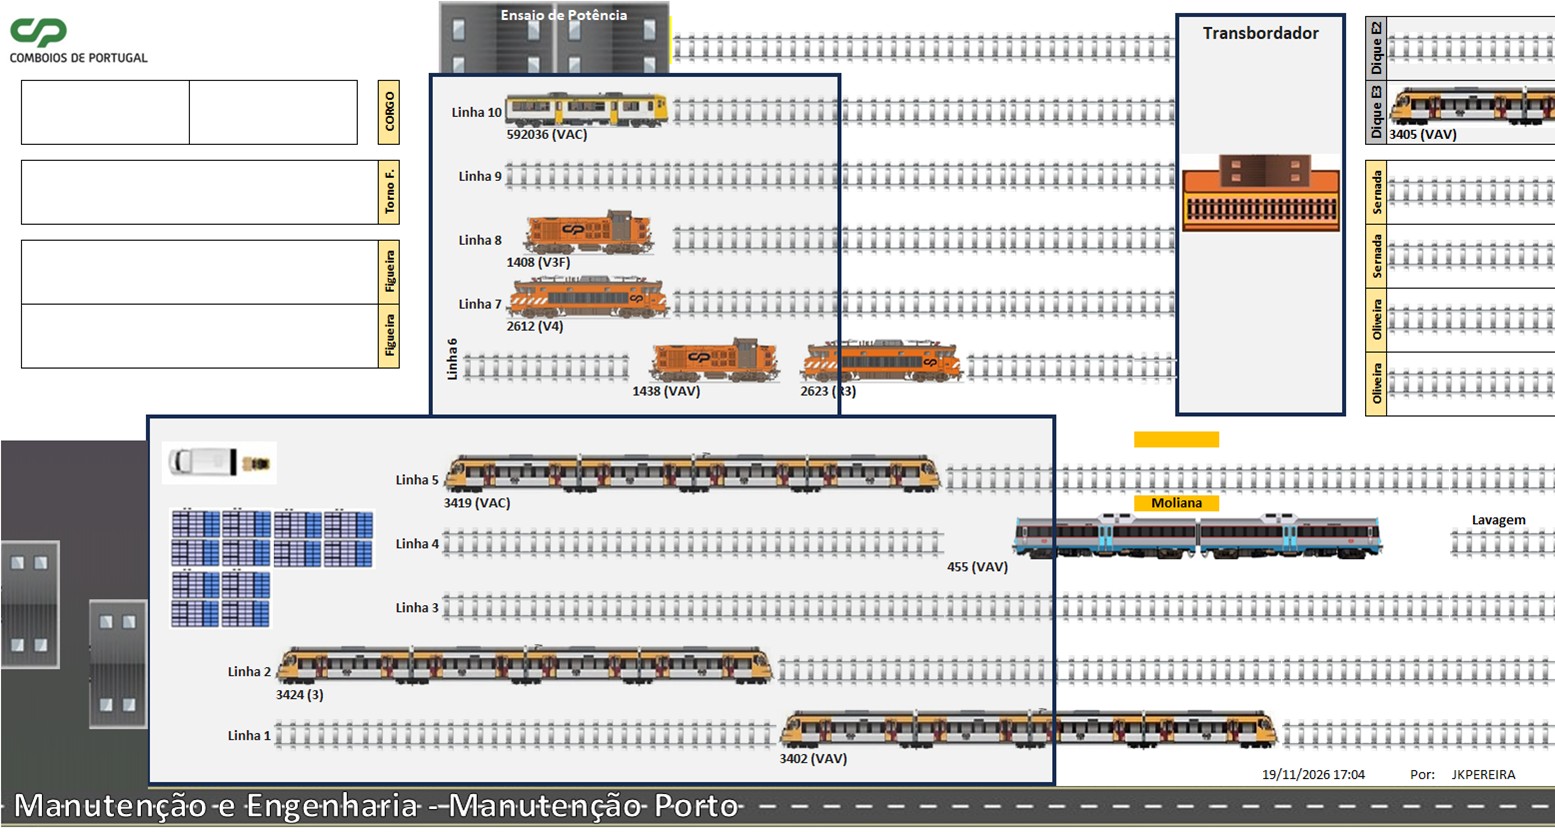 Ensaio de Potência
Transbordador
Dique E2
CP
COMBOIOS DE PORTUGAL
CORGO
Linha 10
592036 (VAC)
Dique E3
3405 (VAV)
Torno F.
Linha 9
Sernada
Linha 8
1408 (V3F)
Sernada
Figueira
Linha 7
2612 (V4)
Oliveira
Figueira
Linha 6
1438 (VAV)
2623 (R3)
Oliveira
Linha 5
3419 (VAC)
Moliana
Lavagem
Linha 4
455 (VAV)
Linha 3
Linha 2
3424 (3)
Linha 1
3402 (VAV)
19/11/2026 17:04 Por: JKPEREIRA
Manutenção e Engenharia - Manutenção Porto